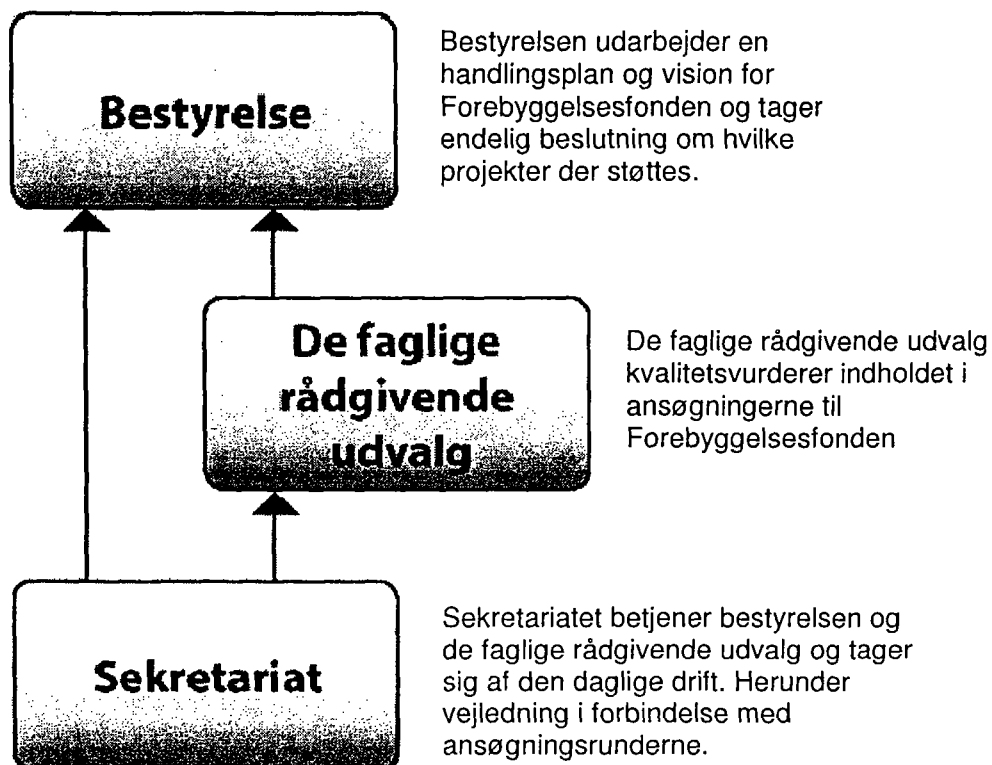 Bestyrelse
Bestyrelsen udarbejder en
handlingsplan og vision for
Forebyggelsesfonden og tager
endelig beslutning om hvilke
projekter der støttes.
De faglige
rådgivende
udvalg
De faglige rådgivende udvalg
kvalitetsvurderer indholdet i
ansøgningerne til
Forebyggelsesfonden
Sekretariat
Sekretariatet betjener bestyrelsen og
de faglige rådgivende udvalg og tager
sig af den daglige drift. Herunder
vejledning i forbindelse med
ansøgningsrunderne.